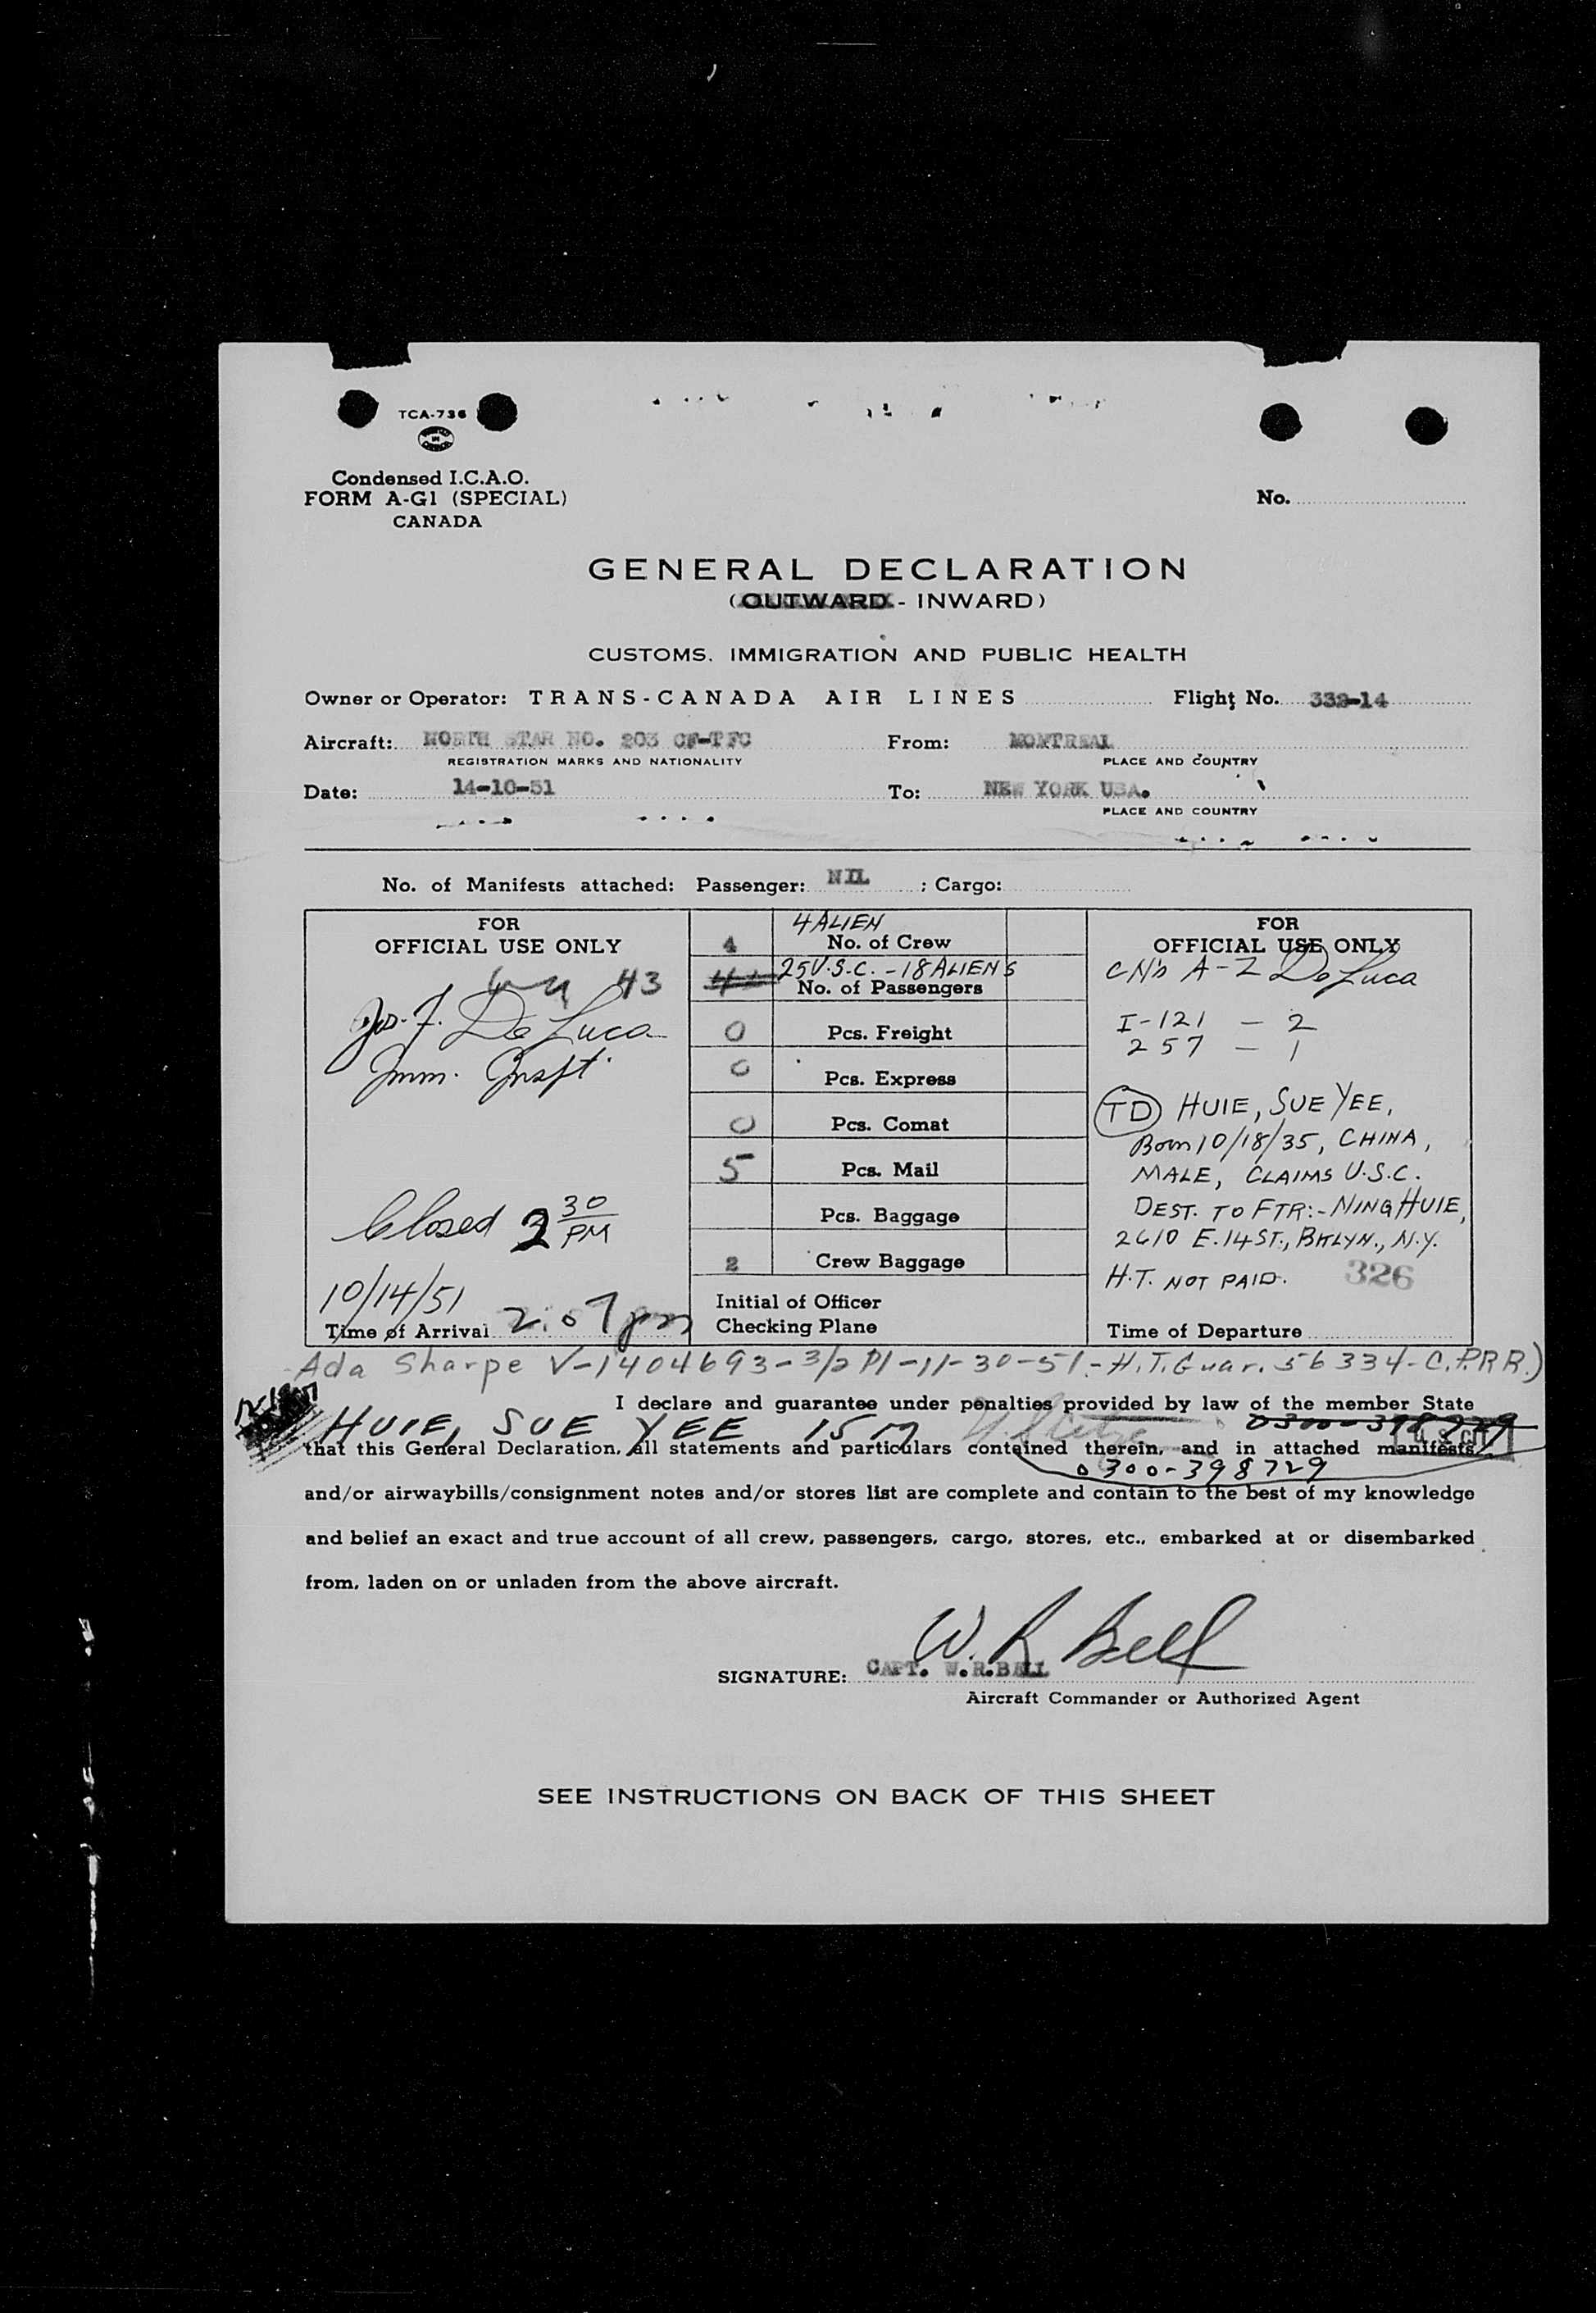 TCA-736
Condensed I.C.A.O.
FORM A-G1 (SPECIAL)
CANADA
No.
GENERAL DECLARATION
(OUTWARD - INWARD)
CUSTOMS, IMMIGRATION AND PUBLIC HEALTH
Owner or Operator: TRANS-CANADA AIR LINES Flight No.
Aircraft: NORTH STAR NO. 203 CF-TFC From: MONTREAL
REGISTRATION MARKS AND NATIONALITY PLACE AND COUNTRY
Date: 14-10-51 To: NEW YORK USA.
PLACE AND COUNTRY
No. of Manifests attached: Passenger: NIL ; Cargo:
FOR
OFFICIAL USE ONLY
43
Jos. F. De Luca
Imm. Inspt.
Closed 2 30 PM
10/14/51
Time of Arrival 2:07 pm
4 ALIEN
4 No. of Crew
25 U.S.C. - 18 ALIENS
No. of Passengers
0 Pcs. Freight
0 Pcs. Express
0 Pcs. Comat
5 Pcs. Mail
Pcs. Baggage
2 Crew Baggage
Initial of Officer
Checking Plane
FOR
OFFICIAL USE ONLY
CN's A-Z De Luca
I-121 - 2
257 - 1
TD HUIE, SUE YEE,
Born 10/18/35, CHINA,
MALE, CLAIMS U.S.C.
DEST. TO FTR:- NING HUIE,
2610 E. 14 ST., BKLYN., N.Y.
H.T. NOT PAID. 326
Time of Departure
Ada Sharpe V-1404693-3/2 P1-11-30-51-H.T. Guar. 56334-C.P.R.R.)
I declare and guarantee under penalties provided by law of the member State
HUIE, SUE YEE 15 M 0300-398729
that this General Declaration, all statements and particulars contained therein, and in attached manifests
0300-398729
and/or airwaybills/consignment notes and/or stores list are complete and contain to the best of my knowledge
and belief an exact and true account of all crew, passengers, cargo, stores, etc., embarked at or disembarked
from, laden on or unladen from the above aircraft.
W. R. Bell
SIGNATURE: CAPT. W.R.BELL
Aircraft Commander or Authorized Agent
SEE INSTRUCTIONS ON BACK OF THIS SHEET